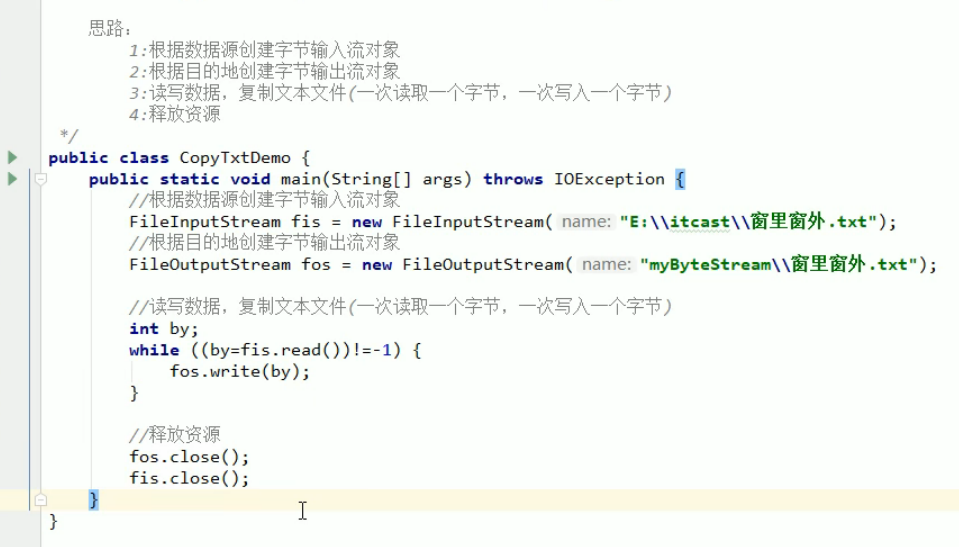 思路：
1:根据数据源创建字节输入流对象
2:根据目的地创建字节输出流对象
3:读写数据，复制文本文件(一次读取一个字节，一次写入一个字节)
4:释放资源
*/
public class CopyTxtDemo {
public static void main(String[] args) throws IOException {
//根据数据源创建字节输入流对象
FileInputStream fis = new FileInputStream( name: "E:\\itcast\\窗里窗外.txt");
//根据目的地创建字节输出流对象
FileOutputStream fos = new FileOutputStream( name: "myByteStream\\窗里窗外.txt");
//读写数据，复制文本文件(一次读取一个字节，一次写入一个字节)
int by;
while ((by=fis.read())!=-1) {
fos.write(by);
}
//释放资源
fos.close();
fis.close();
}
}